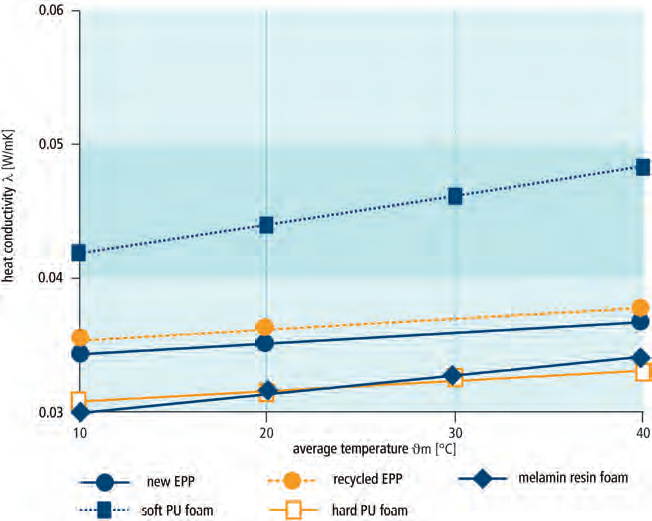 0.06
0.05
0.04
0.03
heat conductivity λ [W/mK]
10 20 30 40
average temperature ϑm [°C]
new EPP recycled EPP melamin resin foam
soft PU foam hard PU foam